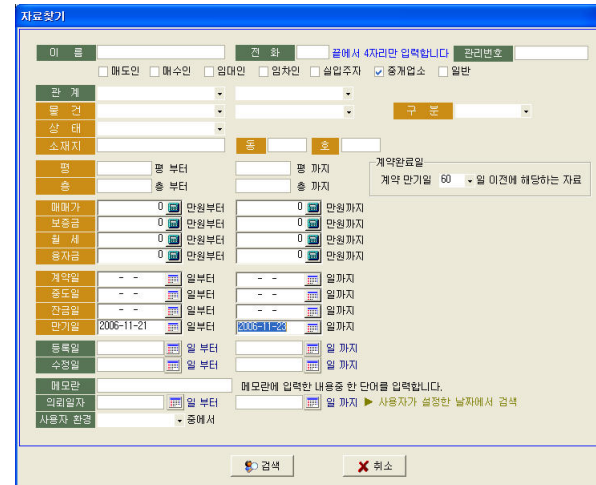 자료찾기
이 름 전 화 끝에서 4자리만 입력합니다 관리번호
매도인 매수인 임대인 임차인 실입주자 중개업소 일반
관 계
물 건 구 분
상 태
소재지 동 호
평 평 부터 평 까지 계약완료일
층 층 부터 층 까지 계약 만기일 60 일 이전에 해당하는 자료
매매가 0 만원부터 0 만원까지
보증금 0 만원부터 0 만원까지
월 세 0 만원부터 0 만원까지
융자금 0 만원부터 0 만원까지
계약일 - - 일부터 - - 일까지
중도일 - - 일부터 - - 일까지
잔금일 - - 일부터 - - 일까지
만기일 2006-11-21 일부터 2006-11-23 일까지
등록일 일 부터 일 까지
수정일 일 부터 일 까지
메모란 메모란에 입력한 내용중 한 단어를 입력합니다.
의뢰일자 일 부터 일 까지 ▶ 사용자가 설정한 날짜에서 검색
사용자 환경 중에서
검색 취소